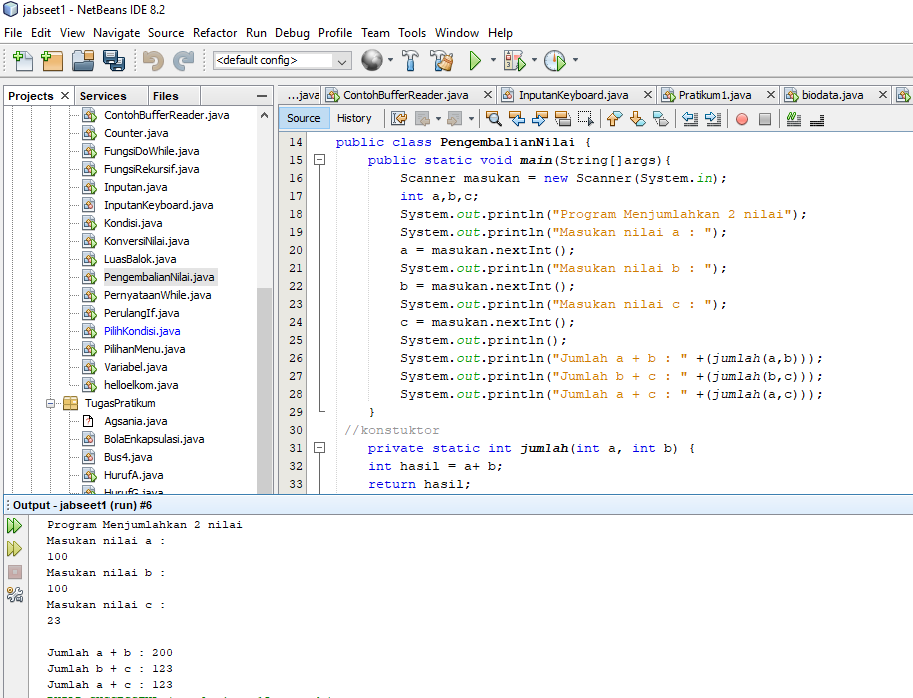 jabseet1 - NetBeans IDE 8.2
File Edit View Navigate Source Refactor Run Debug Profile Team Tools Window Help
<default config>
Projects Services Files
...java ContohBufferReader.java InputanKeyboard.java Pratikum1.java biodata.java
Source History
ContohBufferReader.java
Counter.java
FungsiDoWhile.java
FungsiRekursif.java
Inputan.java
InputanKeyboard.java
Kondisi.java
KonversiNilai.java
LuasBalok.java
PengembalianNilai.java
PernyataanWhile.java
PerulangIf.java
PilihKondisi.java
PilihanMenu.java
Variabel.java
helloelkom.java
TugasPratikum
Agsania.java
BolaEnkapsulasi.java
Bus4.java
HurufA.java
HurufG.java
14 public class PengembalianNilai {
15 public static void main(String[]args){
16 Scanner masukan = new Scanner(System.in);
17 int a,b,c;
18 System.out.println("Program Menjumlahkan 2 nilai");
19 System.out.println("Masukan nilai a : ");
20 a = masukan.nextInt();
21 System.out.println("Masukan nilai b : ");
22 b = masukan.nextInt();
23 System.out.println("Masukan nilai c : ");
24 c = masukan.nextInt();
25 System.out.println();
26 System.out.println("Jumlah a + b : " +(jumlah(a,b)));
27 System.out.println("Jumlah b + c : " +(jumlah(b,c)));
28 System.out.println("Jumlah a + c : " +(jumlah(a,c)));
29 }
30 //konstuktor
31 private static int jumlah(int a, int b) {
32 int hasil = a+ b;
33 return hasil;
Output - jabseet1 (run) #6
Program Menjumlahkan 2 nilai
Masukan nilai a :
100
Masukan nilai b :
100
Masukan nilai c :
23
Jumlah a + b : 200
Jumlah b + c : 123
Jumlah a + c : 123